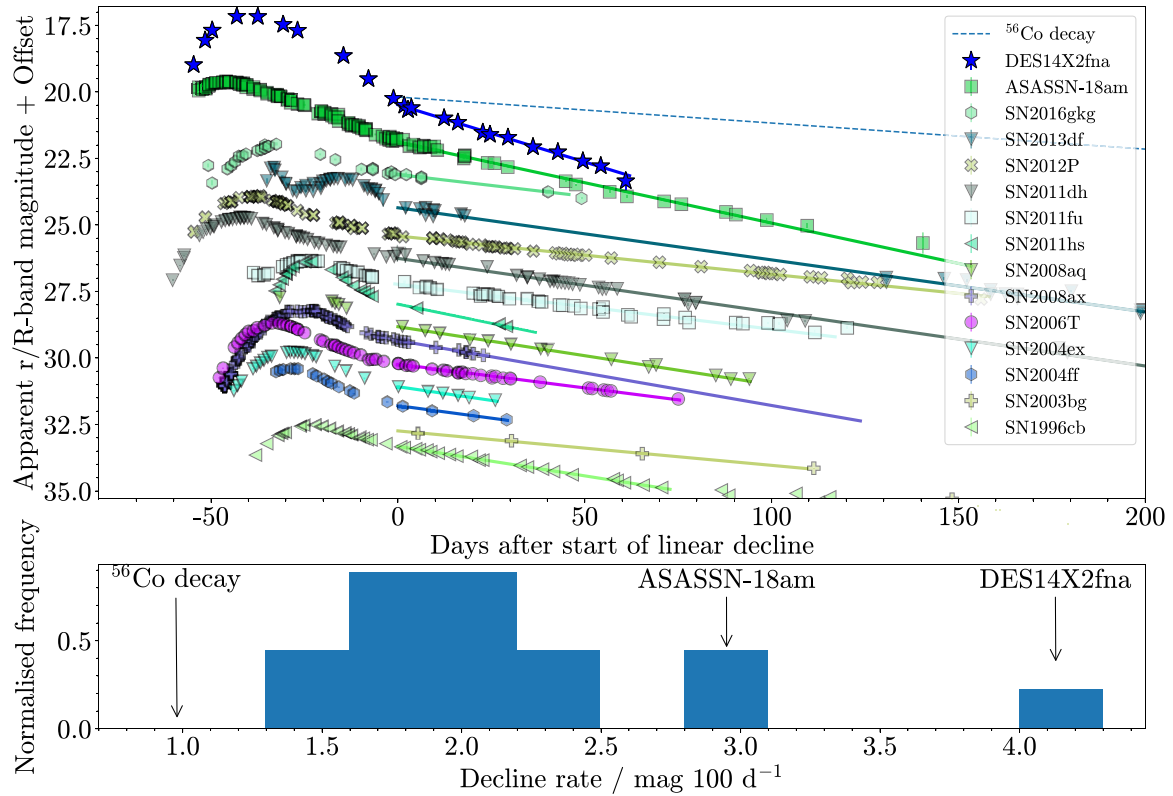 17.5
20.0
22.5
25.0
27.5
30.0
32.5
35.0
Apparent r/R-band magnitude + Offset
⁵⁶Co decay
DES14X2fna
ASASSN-18am
SN2016gkg
SN2013df
SN2012P
SN2011dh
SN2011fu
SN2011hs
SN2008aq
SN2008ax
SN2006T
SN2004ex
SN2004ff
SN2003bg
SN1996cb
-50 0 50 100 150 200
Days after start of linear decline
Normalised frequency
0.5
0.0
⁵⁶Co decay
ASASSN-18am
DES14X2fna
1.0 1.5 2.0 2.5 3.0 3.5 4.0
Decline rate / mag 100 d⁻¹